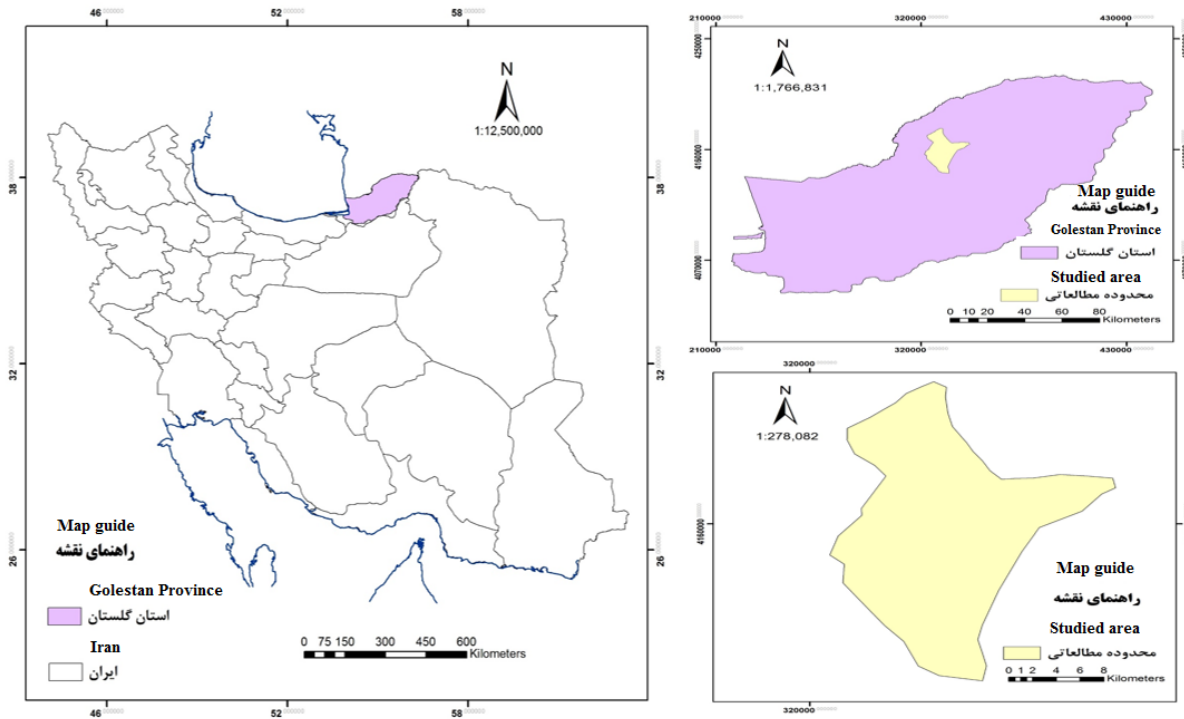 46
52
58
N
1:12,500,000
38
38
32
32
26
26
Map guide
راهنمای نقشه
Golestan Province
استان گلستان
Iran
ایران
0 75 150 300 450 600
Kilometers
46
52
58
210000
320000
430000
N
1:1,766,831
4250000
4160000
4070000
Map guide
راهنمای نقشه
Golestan Province
استان گلستان
Studied area
محدوده مطالعاتی
0 10 20 40 60 80
Kilometers
210000
320000
430000
320000
N
1:278,082
4160000
Map guide
راهنمای نقشه
Studied area
محدوده مطالعاتی
0 1 2 4 6 8
Kilometers
320000